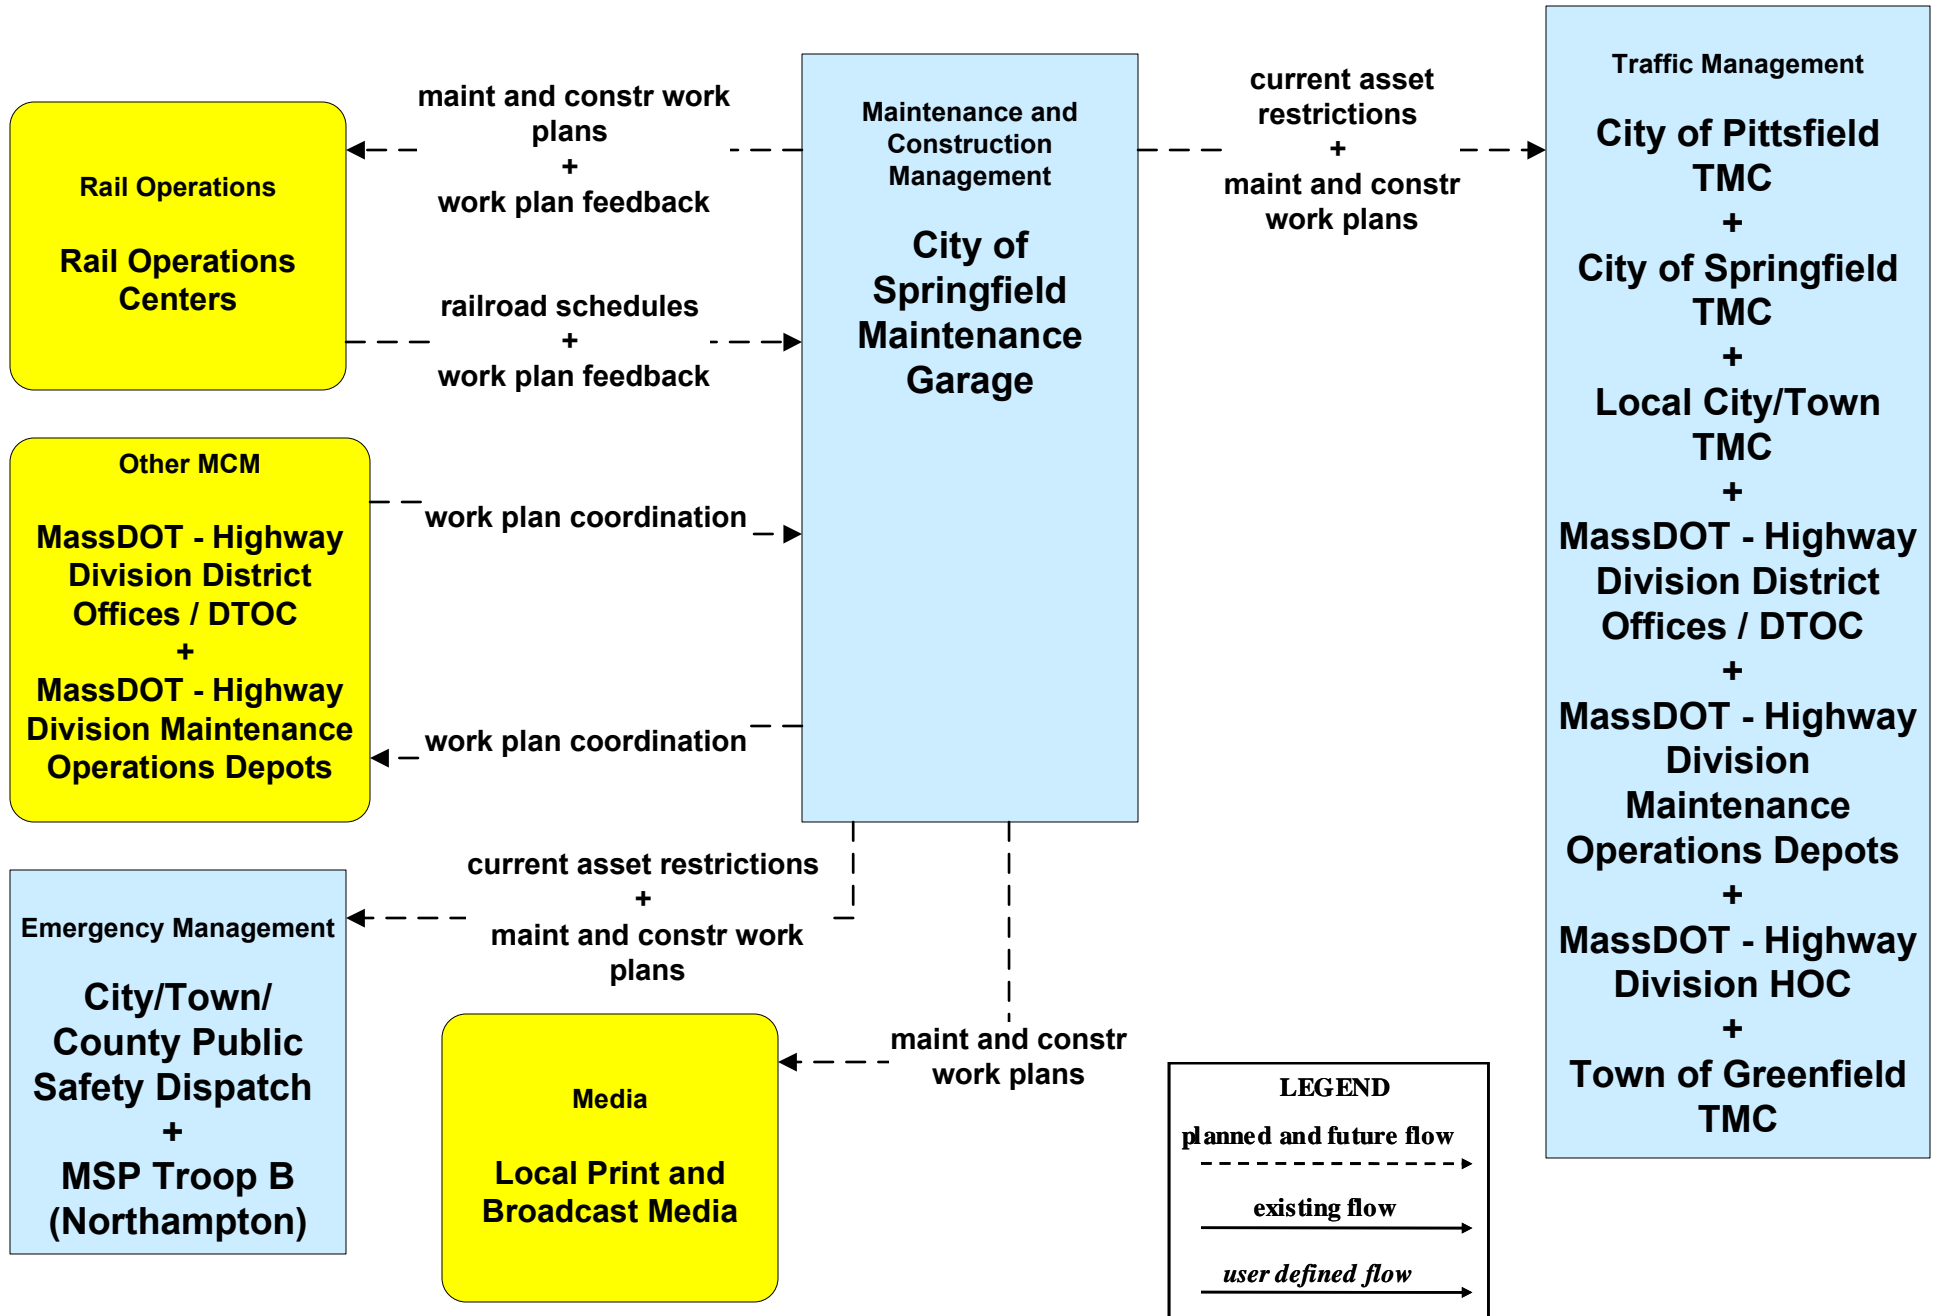 Rail Operations
Rail Operations
Centers
maint and constr work
plans
+
work plan feedback
railroad schedules
+
work plan feedback
Other MCM
MassDOT - Highway
Division District
Offices / DTOC
+
MassDOT - Highway
Division Maintenance
Operations Depots
work plan coordination
work plan coordination
Maintenance and
Construction
Management
City of
Springfield
Maintenance
Garage
current asset
restrictions
+
maint and constr
work plans
Traffic Management
City of Pittsfield
TMC
+
City of Springfield
TMC
+
Local City/Town
TMC
+
MassDOT - Highway
Division District
Offices / DTOC
+
MassDOT - Highway
Division
Maintenance
Operations Depots
+
MassDOT - Highway
Division HOC
+
Town of Greenfield
TMC
Emergency Management
City/Town/
County Public
Safety Dispatch
+
MSP Troop B
(Northampton)
current asset restrictions
+
maint and constr work
plans
Media
Local Print and
Broadcast Media
maint and constr
work plans
LEGEND
planned and future flow
existing flow
user defined flow